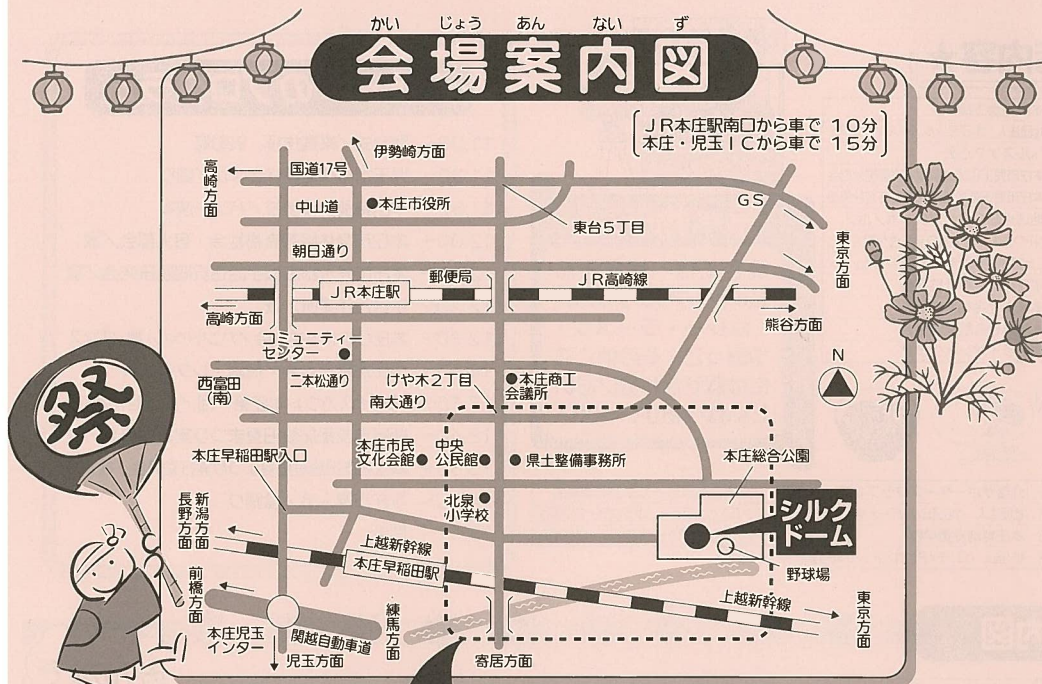 かい じょう あん ない ず
会場案内図
JR本庄駅南口から車で 10分
本庄・児玉ICから車で 15分
伊勢崎方面
高崎方面
国道17号
中山道
本庄市役所
GS
東台5丁目
東京方面
朝日通り
郵便局
JR高崎線
JR本庄駅
高崎方面
熊谷方面
コミュニティー
センター
N
西富田
(南)
二本松通り
けや木2丁目
本庄商工
会議所
南大通り
本庄早稲田駅入口
本庄市民
文化会館
中央
公民館
県土整備事務所
本庄総合公園
北泉
小学校
シルク
ドーム
新潟方面
長野方面
上越新幹線
本庄早稲田駅
野球場
前橋方面
上越新幹線
本庄児玉
インター
関越自動車道
練馬方面
東京方面
児玉方面
寄居方面
祭